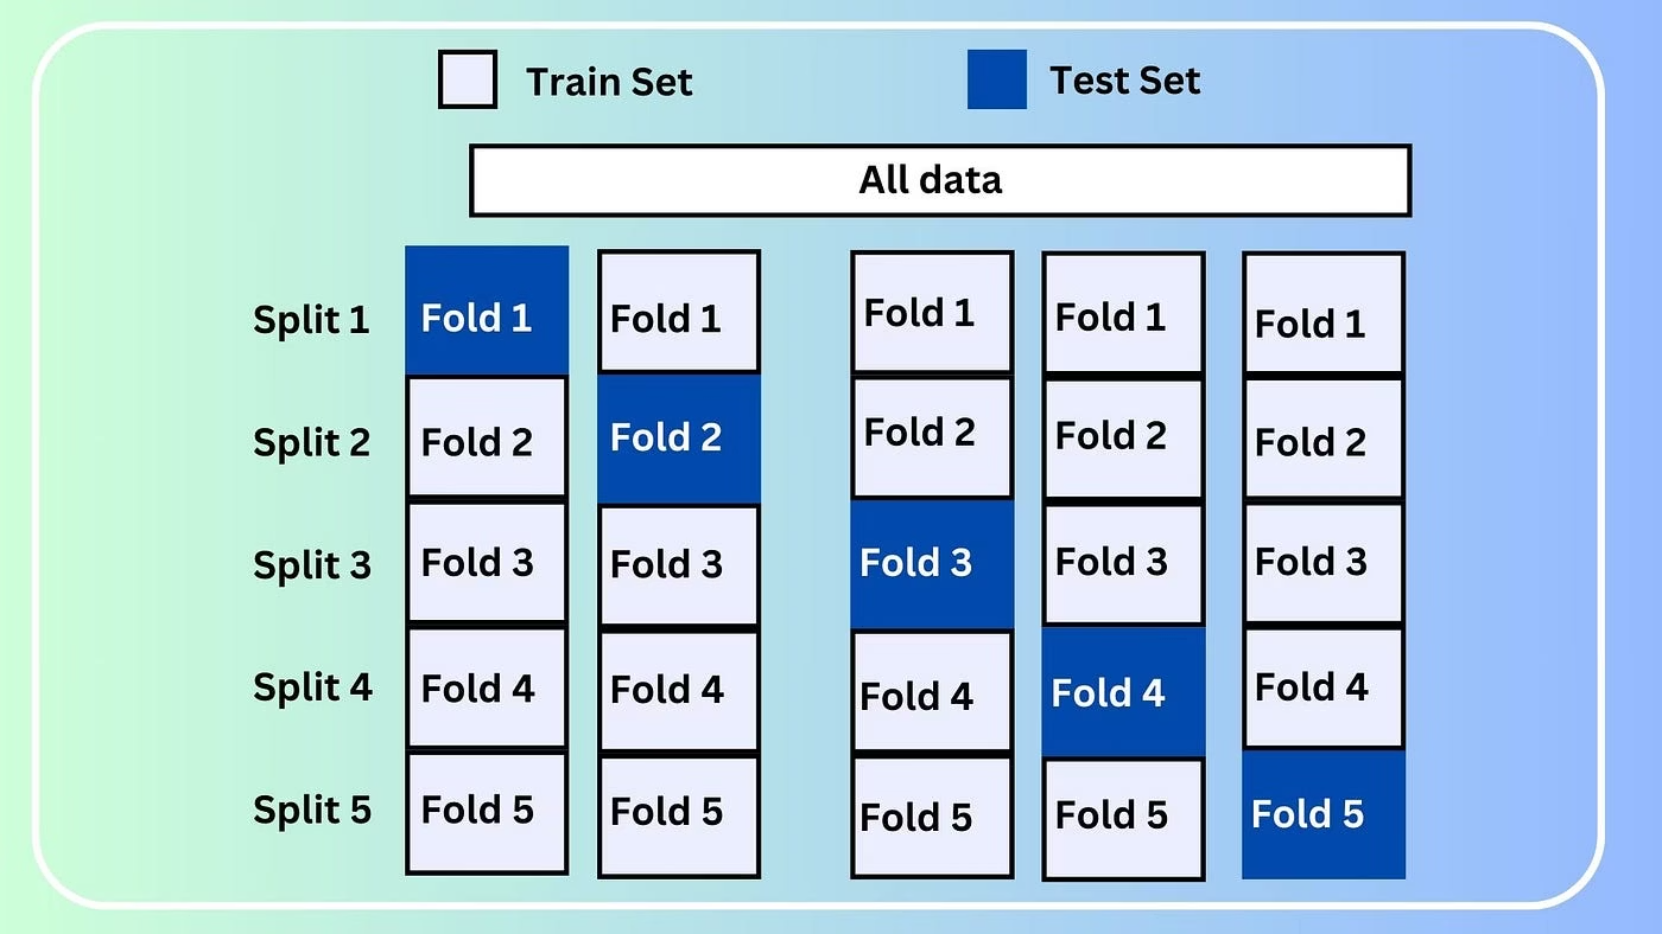 Train Set Test Set
All data
Split 1 Fold 1 Fold 1 Fold 1 Fold 1 Fold 1
Split 2 Fold 2 Fold 2 Fold 2 Fold 2 Fold 2
Split 3 Fold 3 Fold 3 Fold 3 Fold 3 Fold 3
Split 4 Fold 4 Fold 4 Fold 4 Fold 4 Fold 4
Split 5 Fold 5 Fold 5 Fold 5 Fold 5 Fold 5